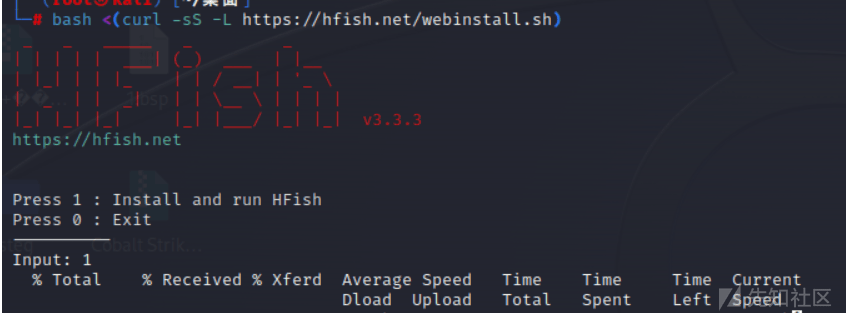 (root㉿kali) [~/桌面]
# bash <(curl -sS -L https://hfish.net/webinstall.sh)
HFish v3.3.3
https://hfish.net
Press 1 : Install and run HFish
Press 0 : Exit
Input: 1
% Total % Received % Xferd Average Speed Time Time Time Current
Dload Upload Total Spent Left Speed
先知社区